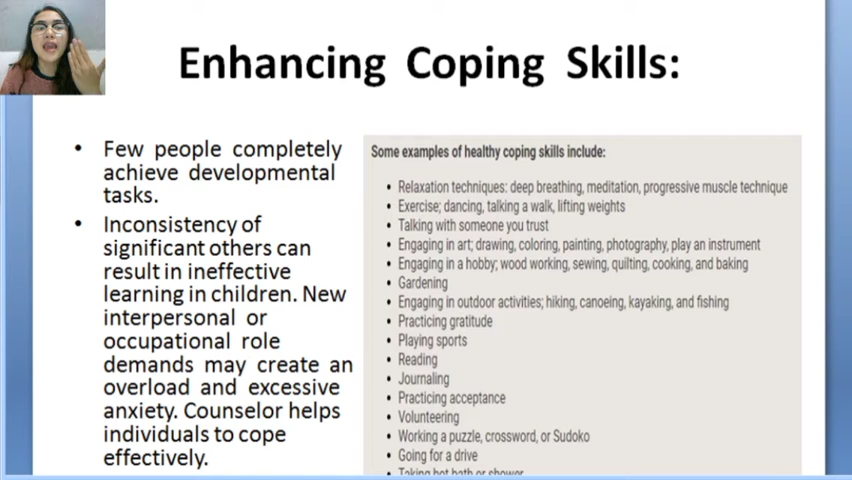 Enhancing Coping Skills:
• Few people completely
achieve developmental
tasks.
• Inconsistency of
significant others can
result in ineffective
learning in children. New
interpersonal or
occupational role
demands may create an
overload and excessive
anxiety. Counselor helps
individuals to cope
effectively.
Some examples of healthy coping skills include:
• Relaxation techniques: deep breathing, meditation, progressive muscle technique
• Exercise; dancing, talking a walk, lifting weights
• Talking with someone you trust
• Engaging in art; drawing, coloring, painting, photography, play an instrument
• Engaging in a hobby; wood working, sewing, quilting, cooking, and baking
• Gardening
• Engaging in outdoor activities; hiking, canoeing, kayaking, and fishing
• Practicing gratitude
• Playing sports
• Reading
• Journaling
• Practicing acceptance
• Volunteering
• Working a puzzle, crossword, or Sudoko
• Going for a drive
• Taking hot bath or shower